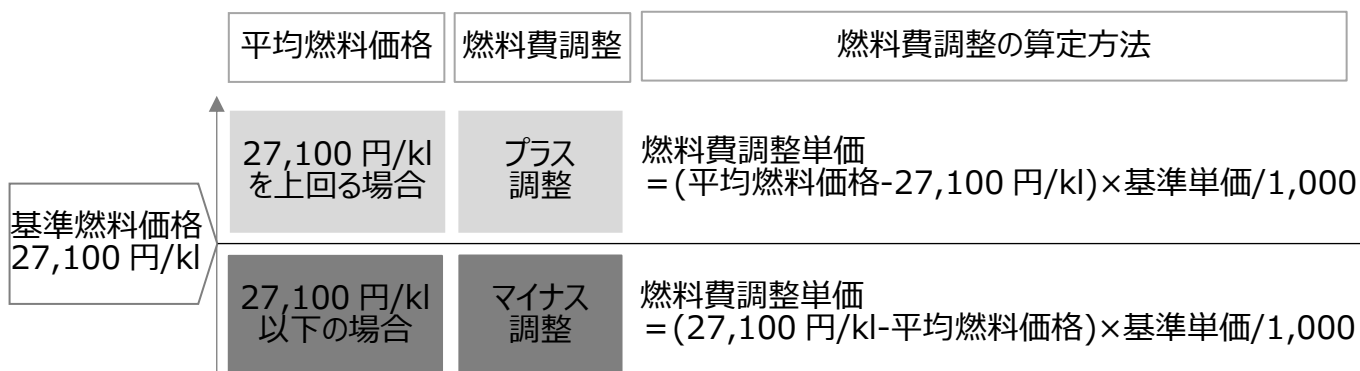 平均燃料価格
燃料費調整
燃料費調整の算定方法
基準燃料価格
27,100 円/kl
27,100 円/kl
を上回る場合
プラス
調整
燃料費調整単価
=(平均燃料価格-27,100 円/kl)×基準単価/1,000
27,100 円/kl
以下の場合
マイナス
調整
燃料費調整単価
=(27,100 円/kl-平均燃料価格)×基準単価/1,000